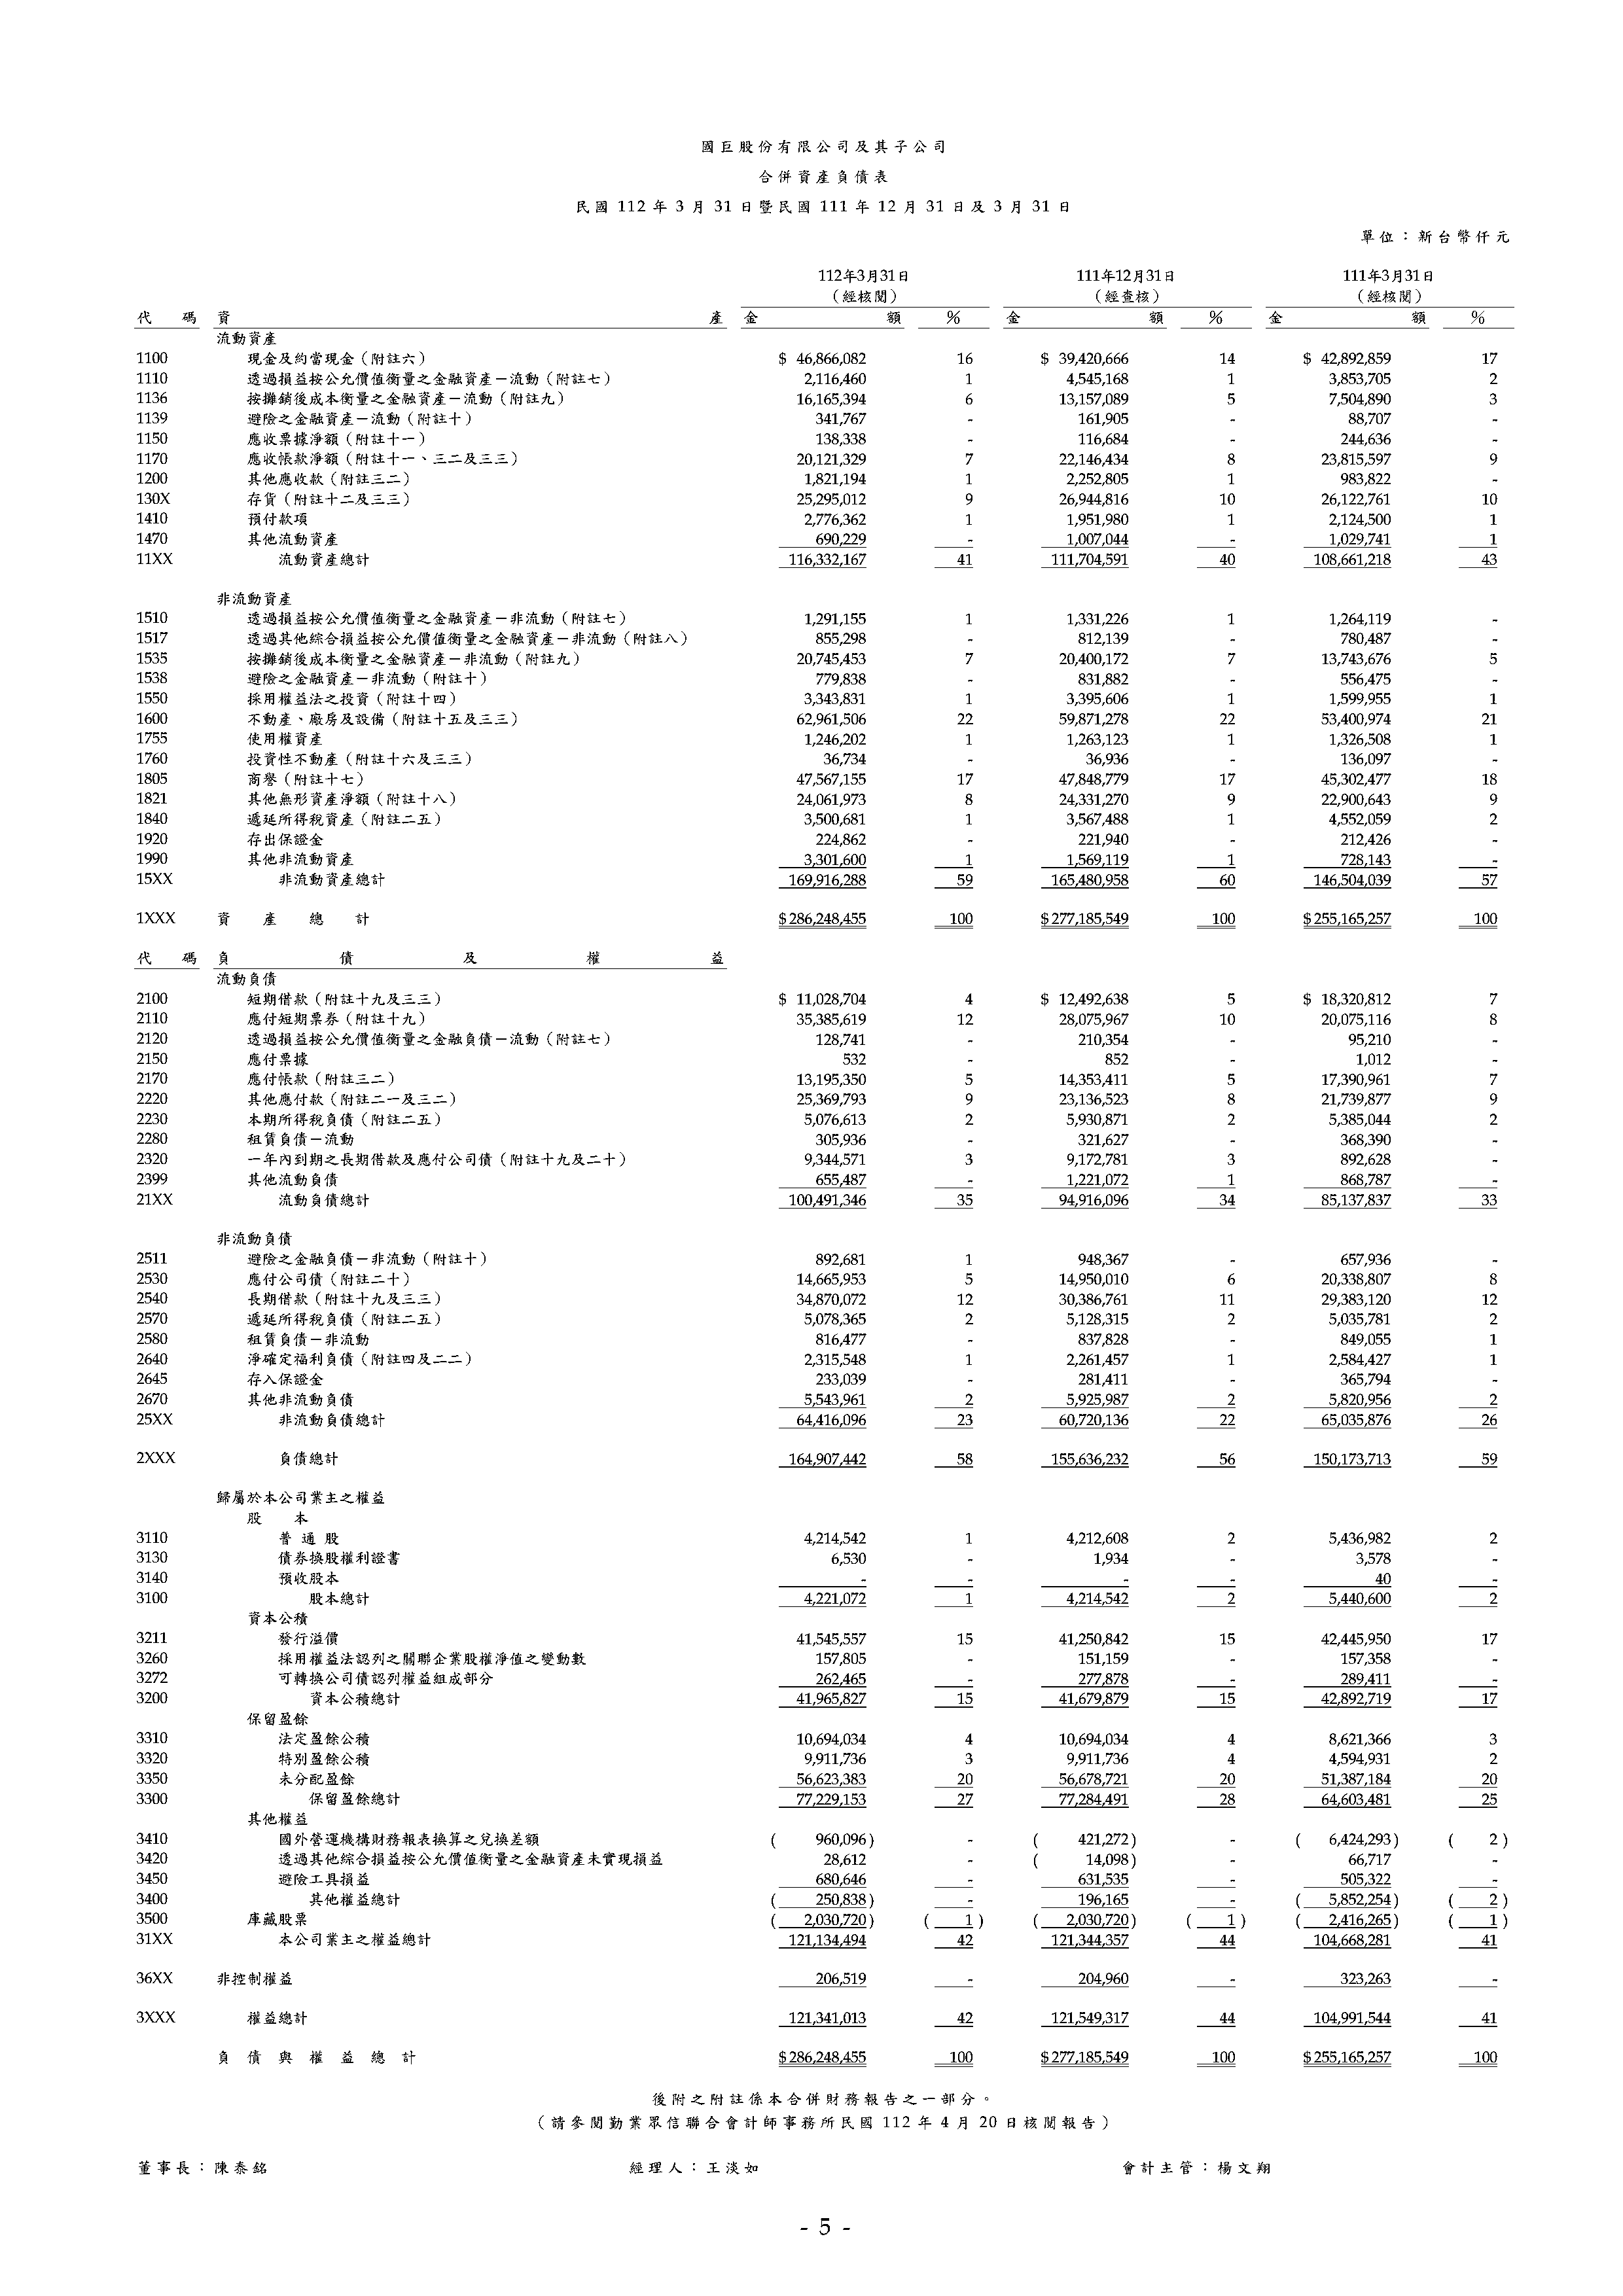 國巨股份有限公司及其子公司
合併資產負債表
民國 112 年 3 月 31 日暨民國 111 年 12 月 31 日及 3 月 31 日
單位：新台幣仟元
112年3月31日 111年12月31日 111年3月31日
（經核閱） （經查核） （經核閱）
代 碼 資 產 金 額 % 金 額 % 金 額 %
流動資產
1100 現金及約當現金（附註六） $ 46,866,082 16 $ 39,420,666 14 $ 42,892,859 17
1110 透過損益按公允價值衡量之金融資產－流動（附註七） 2,116,460 1 4,545,168 1 3,853,705 2
1136 按攤銷後成本衡量之金融資產－流動（附註九） 16,165,394 6 13,157,089 5 7,504,890 3
1139 避險之金融資產－流動（附註十） 341,767 - 161,905 - 88,707 -
1150 應收票據淨額（附註十一） 138,338 - 116,684 - 244,636 -
1170 應收帳款淨額（附註十一、三二及三三） 20,121,329 7 22,146,434 8 23,815,597 9
1200 其他應收款（附註三二） 1,821,194 1 2,252,805 1 983,822 -
130X 存貨（附註十二及三三） 25,295,012 9 26,944,816 10 26,122,761 10
1410 預付款項 2,776,362 1 1,951,980 1 2,124,500 1
1470 其他流動資產 690,229 - 1,007,044 - 1,029,741 1
11XX 流動資產總計 116,332,167 41 111,704,591 40 108,661,218 43
非流動資產
1510 透過損益按公允價值衡量之金融資產－非流動（附註七） 1,291,155 1 1,331,226 1 1,264,119 -
1517 透過其他綜合損益按公允價值衡量之金融資產－非流動（附註八） 855,298 - 812,139 - 780,487 -
1535 按攤銷後成本衡量之金融資產－非流動（附註九） 20,745,453 7 20,400,172 7 13,743,676 5
1538 避險之金融資產－非流動（附註十） 779,838 - 831,882 - 556,475 -
1550 採用權益法之投資（附註十四） 3,343,831 1 3,395,606 1 1,599,955 1
1600 不動產、廠房及設備（附註十五及三三） 62,961,506 22 59,871,278 22 53,400,974 21
1755 使用權資產 1,246,202 1 1,263,123 1 1,326,508 1
1760 投資性不動產（附註十六及三三） 36,734 - 36,936 - 136,097 -
1805 商譽（附註十七） 47,567,155 17 47,848,779 17 45,302,477 18
1821 其他無形資產淨額（附註十八） 24,061,973 8 24,331,270 9 22,900,643 9
1840 遞延所得稅資產（附註二五） 3,500,681 1 3,567,488 1 4,552,059 2
1920 存出保證金 224,862 - 221,940 - 212,426 -
1990 其他非流動資產 3,301,600 1 1,569,119 1 728,143 -
15XX 非流動資產總計 169,916,288 59 165,480,958 60 146,504,039 57
1XXX 資 產 總 計 $ 286,248,455 100 $ 277,185,549 100 $ 255,165,257 100
代 碼 負 債 及 權 益
流動負債
2100 短期借款（附註十九及三三） $ 11,028,704 4 $ 12,492,638 5 $ 18,320,812 7
2110 應付短期票券（附註十九） 35,385,619 12 28,075,967 10 20,075,116 8
2120 透過損益按公允價值衡量之金融負債－流動（附註七） 128,741 - 210,354 - 95,210 -
2150 應付票據 532 - 852 - 1,012 -
2170 應付帳款（附註三二） 13,195,350 5 14,353,411 5 17,390,961 7
2220 其他應付款（附註二一及三二） 25,369,793 9 23,136,523 8 21,739,877 9
2230 本期所得稅負債（附註二五） 5,076,613 2 5,930,871 2 5,385,044 2
2280 租賃負債－流動 305,936 - 321,627 - 368,390 -
2320 一年內到期之長期借款及應付公司債（附註十九及二十） 9,344,571 3 9,172,781 3 892,628 -
2399 其他流動負債 655,487 - 1,221,072 1 868,787 -
21XX 流動負債總計 100,491,346 35 94,916,096 34 85,137,837 33
非流動負債
2511 避險之金融負債－非流動（附註十） 892,681 1 948,367 - 657,936 -
2530 應付公司債（附註二十） 14,665,953 5 14,950,010 6 20,338,807 8
2540 長期借款（附註十九及三三） 34,870,072 12 30,386,761 11 29,383,120 12
2570 遞延所得稅負債（附註二五） 5,078,365 2 5,128,315 2 5,035,781 2
2580 租賃負債－非流動 816,477 - 837,828 - 849,055 1
2640 淨確定福利負債（附註四及二二） 2,315,548 1 2,261,457 1 2,584,427 1
2645 存入保證金 233,039 - 281,411 - 365,794 -
2670 其他非流動負債 5,543,961 2 5,925,987 2 5,820,956 2
25XX 非流動負債總計 64,416,096 23 60,720,136 22 65,035,876 26
2XXX 負債總計 164,907,442 58 155,636,232 56 150,173,713 59
歸屬於本公司業主之權益
股 本
3110 普 通 股 4,214,542 1 4,212,608 2 5,436,982 2
3130 債券換股權利證書 6,530 - 1,934 - 3,578 -
3140 預收股本 - - - - 40 -
3100 股本總計 4,221,072 1 4,214,542 2 5,440,600 2
資本公積
3211 發行溢價 41,545,557 15 41,250,842 15 42,445,950 17
3260 採用權益法認列之關聯企業股權淨值之變動數 157,805 - 151,159 - 157,358 -
3272 可轉換公司債認列權益組成部分 262,465 - 277,878 - 289,411 -
3200 資本公積總計 41,965,827 15 41,679,879 15 42,892,719 17
保留盈餘
3310 法定盈餘公積 10,694,034 4 10,694,034 4 8,621,366 3
3320 特別盈餘公積 9,911,736 3 9,911,736 4 4,594,931 2
3350 未分配盈餘 56,623,383 20 56,678,721 20 51,387,184 20
3300 保留盈餘總計 77,229,153 27 77,284,491 28 64,603,481 25
其他權益
3410 國外營運機構財務報表換算之兌換差額 ( 960,096) - ( 421,272) - ( 6,424,293) ( 2)
3420 透過其他綜合損益按公允價值衡量之金融資產未實現損益 28,612 - ( 14,098) - 66,717 -
3450 避險工具損益 680,646 - 631,535 - 505,322 -
3400 其他權益總計 ( 250,838) - 196,165 - ( 5,852,254) ( 2)
3500 庫藏股票 ( 2,030,720) ( 1) ( 2,030,720) ( 1) ( 2,416,265) ( 1)
31XX 本公司業主之權益總計 121,134,494 42 121,344,357 44 104,668,281 41
36XX 非控制權益 206,519 - 204,960 - 323,263 -
3XXX 權益總計 121,341,013 42 121,549,317 44 104,991,544 41
負 債 與 權 益 總 計 $ 286,248,455 100 $ 277,185,549 100 $ 255,165,257 100
後附之附註係本合併財務報告之一部分。
（請參閱勤業眾信聯合會計師事務所民國 112 年 4 月 20 日核閱報告）
董事長：陳泰銘 經理人：王淡如 會計主管：楊文翔
- 5 -